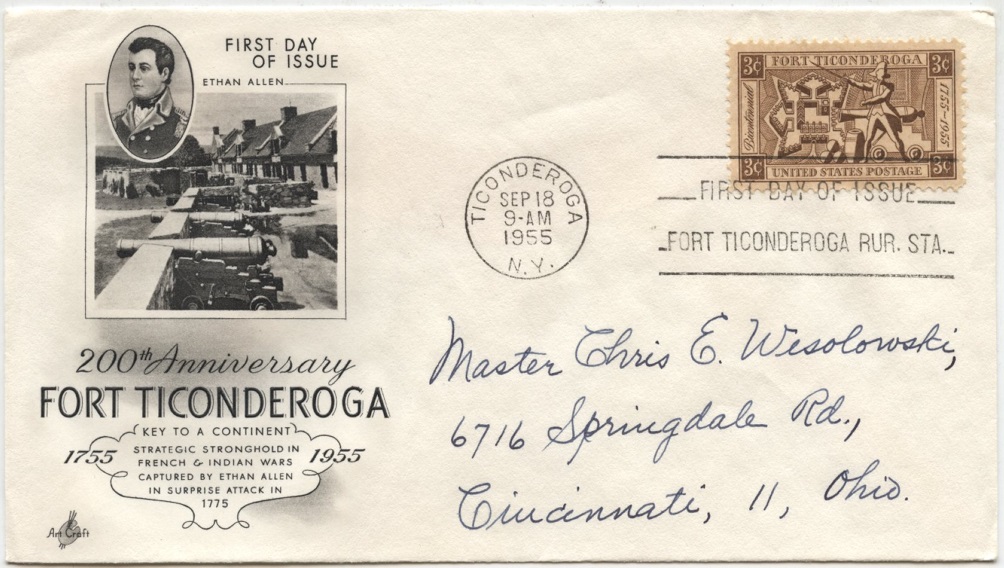 FIRST DAY
OF ISSUE
ETHAN ALLEN
200th Anniversary
FORT TICONDEROGA
KEY TO A CONTINENT
1755
STRATEGIC STRONGHOLD IN
FRENCH & INDIAN WARS
CAPTURED BY ETHAN ALLEN
IN SURPRISE ATTACK IN
1775
1955
Art Craft
TICONDEROGA
SEP 18
9-AM
1955
N.Y.
3¢ FORT TICONDEROGA 3¢
Bicentennial
1755-1955
3¢ UNITED STATES POSTAGE 3¢
FIRST DAY OF ISSUE
FORT TICONDEROGA RUR. STA.
Master Chris E. Wesolowski,
6716 Springdale Rd.,
Cincinnati, 11, Ohio.